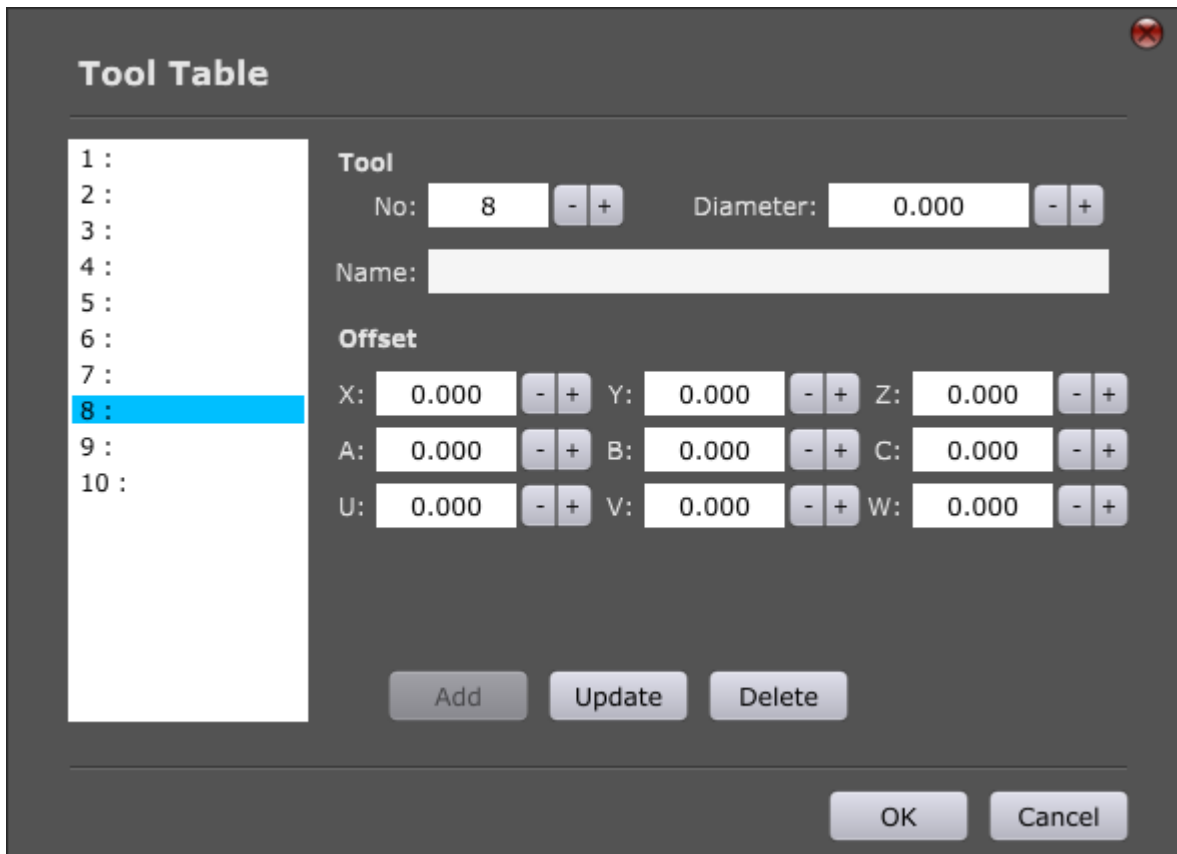 Tool Table
1 :
2 :
3 :
4 :
5 :
6 :
7 :
8 :
9 :
10 :
Tool
No: 8 - + Diameter: 0.000 - +
Name:
Offset
X: 0.000 - + Y: 0.000 - + Z: 0.000 - +
A: 0.000 - + B: 0.000 - + C: 0.000 - +
U: 0.000 - + V: 0.000 - + W: 0.000 - +
Add Update Delete
OK Cancel